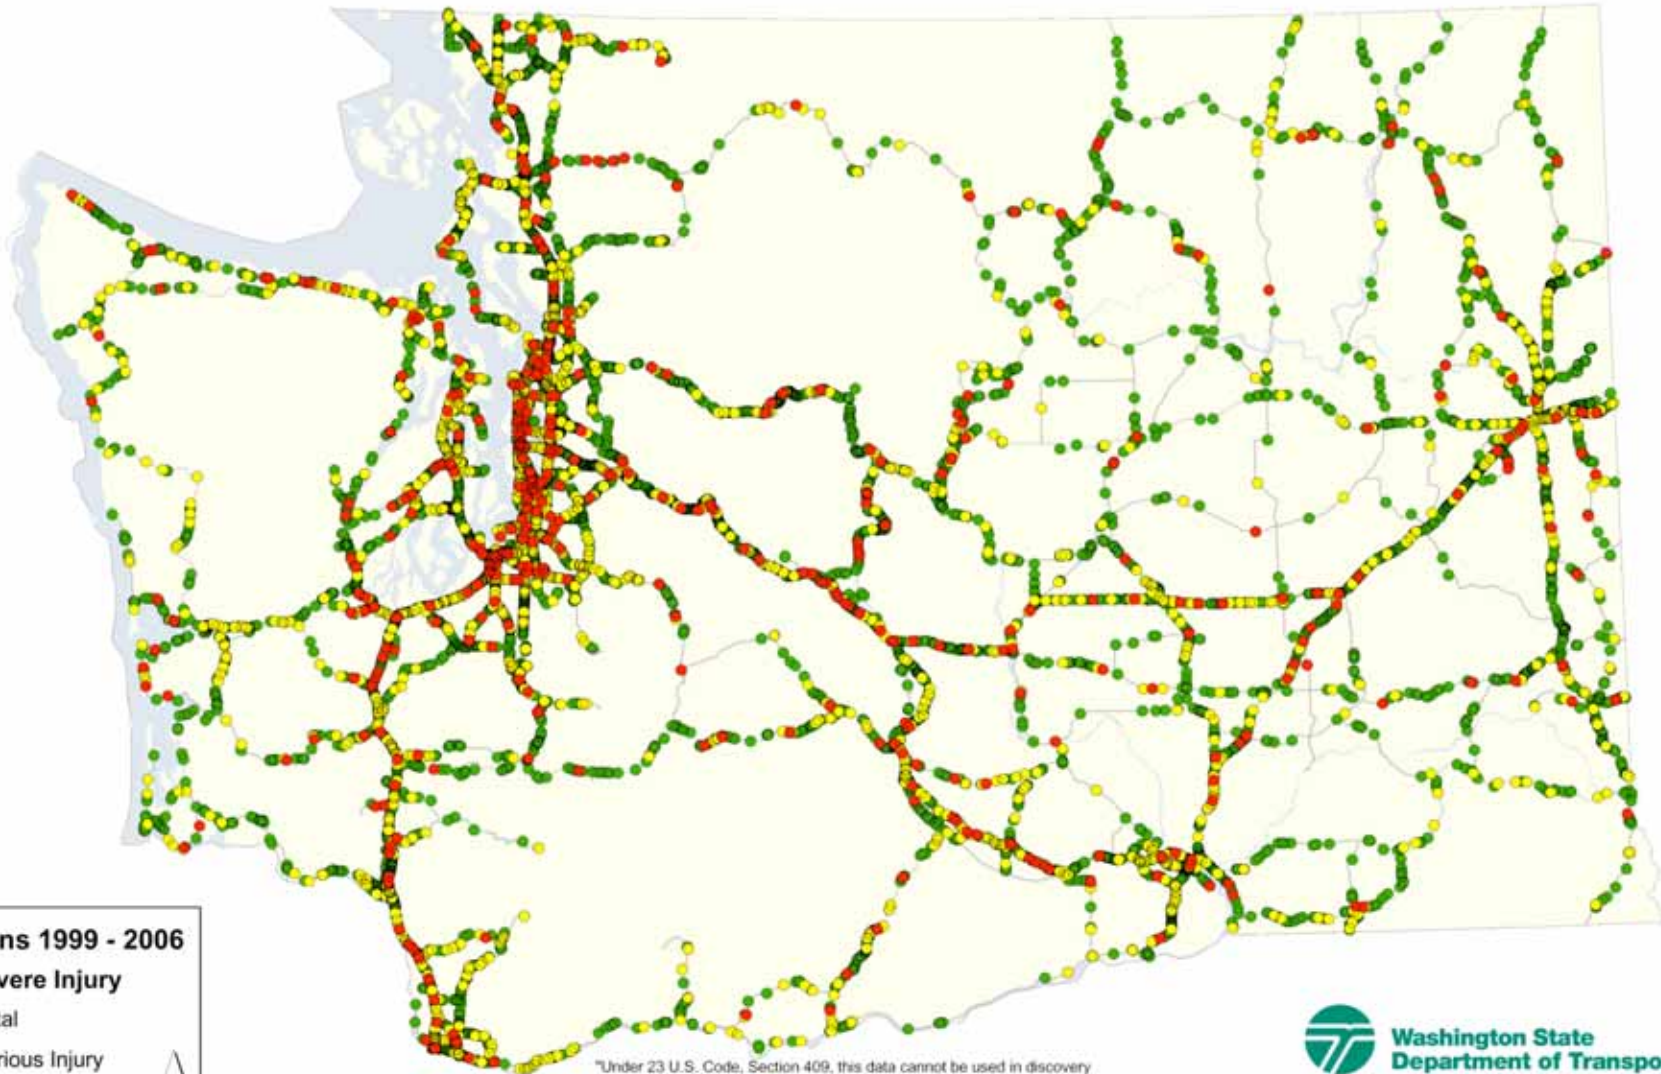 ns 1999 - 2006
vere Injury
tal
rious Injury
"Under 23 U.S. Code, Section 409, this data cannot be used in discovery
Washington State
Department of Transpo